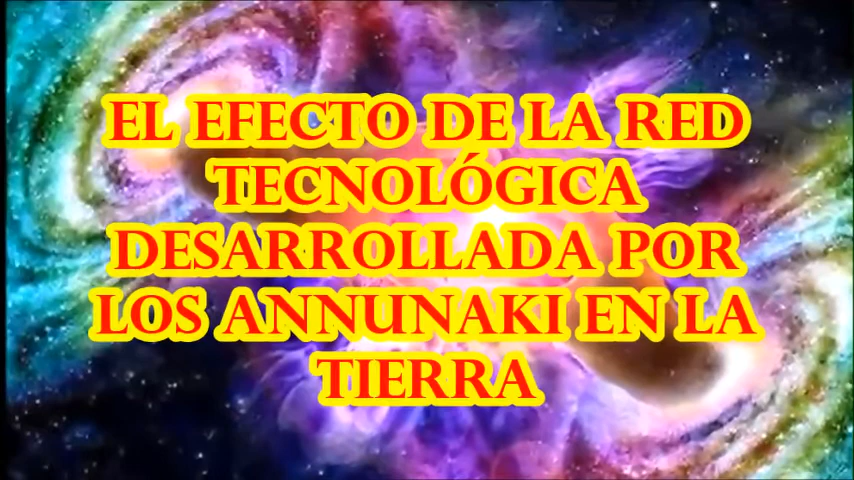 EL EFECTO DE LA RED
TECNOLÓGICA
DESARROLLADA POR
LOS ANNUNAKI EN LA
TIERRA